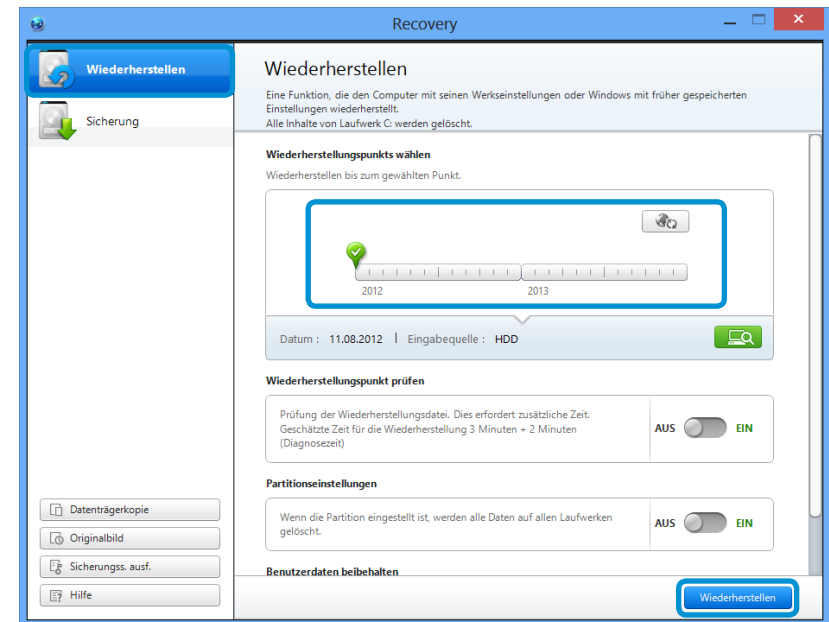 Recovery
Wiederherstellen
Sicherung
Datenträgerkopie
Originalbild
Sicherungss. ausf.
Hilfe
Wiederherstellen
Eine Funktion, die den Computer mit seinen Werkseinstellungen oder Windows mit früher gespeicherten
Einstellungen wiederherstellt.
Alle Inhalte von Laufwerk C: werden gelöscht.
Wiederherstellungspunkts wählen
Wiederherstellen bis zum gewählten Punkt.
2012 2013
Datum : 11.08.2012 | Eingabequelle : HDD
Wiederherstellungspunkt prüfen
Prüfung der Wiederherstellungsdatei. Dies erfordert zusätzliche Zeit.
Geschätzte Zeit für die Wiederherstellung 3 Minuten + 2 Minuten
(Diagnosezeit)
AUS EIN
Partitionseinstellungen
Wenn die Partition eingestellt ist, werden alle Daten auf allen Laufwerken
gelöscht.
AUS EIN
Benutzerdaten beibehalten
Wiederherstellen